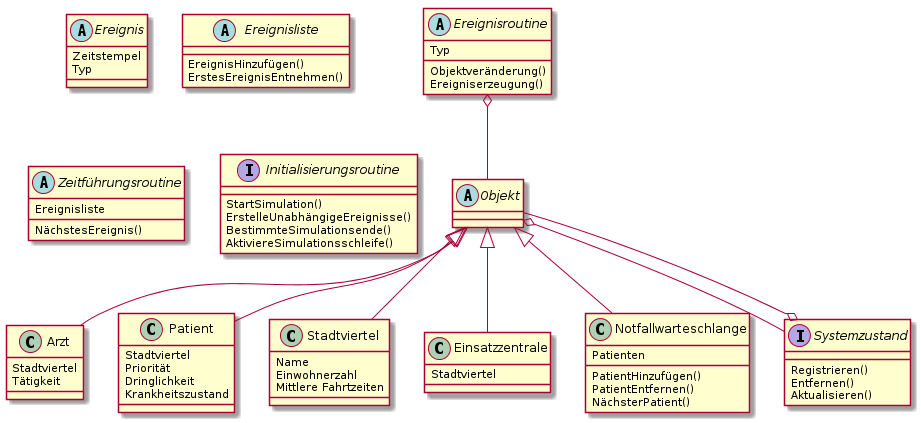 A Ereignis
Zeitstempel
Typ
A Ereignisliste
EreignisHinzufügen()
ErstesEreignisEntnehmen()
A Ereignisroutine
Typ
Objektveränderung()
Ereigniserzeugung()
A Zeitführungsroutine
Ereignisliste
NächstesEreignis()
I Initialisierungsroutine
StartSimulation()
ErstelleUnabhängigeEreignisse()
BestimmteSimulationsende()
AktiviereSimulationsschleife()
A Objekt
C Arzt
Stadtviertel
Tätigkeit
C Patient
Stadtviertel
Priorität
Dringlichkeit
Krankheitszustand
C Stadtviertel
Name
Einwohnerzahl
Mittlere Fahrtzeiten
C Einsatzzentrale
Stadtviertel
C Notfallwarteschlange
Patienten
PatientHinzufügen()
PatientEntfernen()
NächsterPatient()
I Systemzustand
Registrieren()
Entfernen()
Aktualisieren()